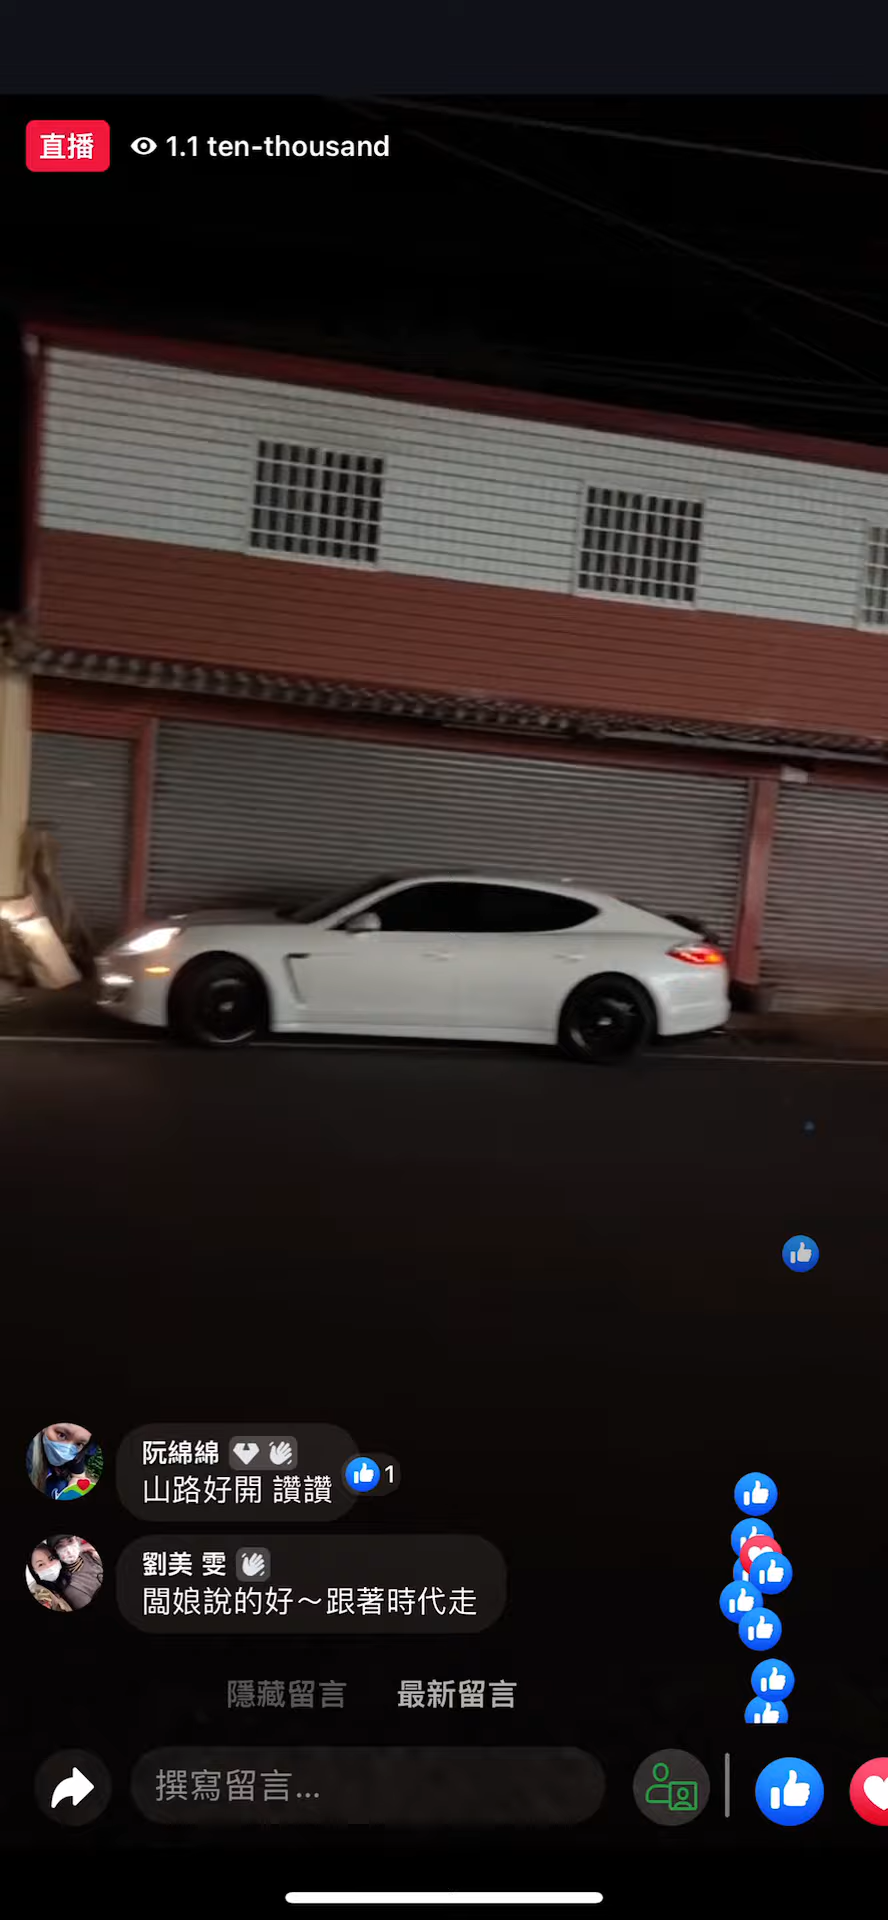 直播 1.1 ten-thousand
阮綿綿
山路好開 讚讚
1
劉美 雯
闆娘說的好～跟著時代走
隱藏留言 最新留言
撰寫留言...